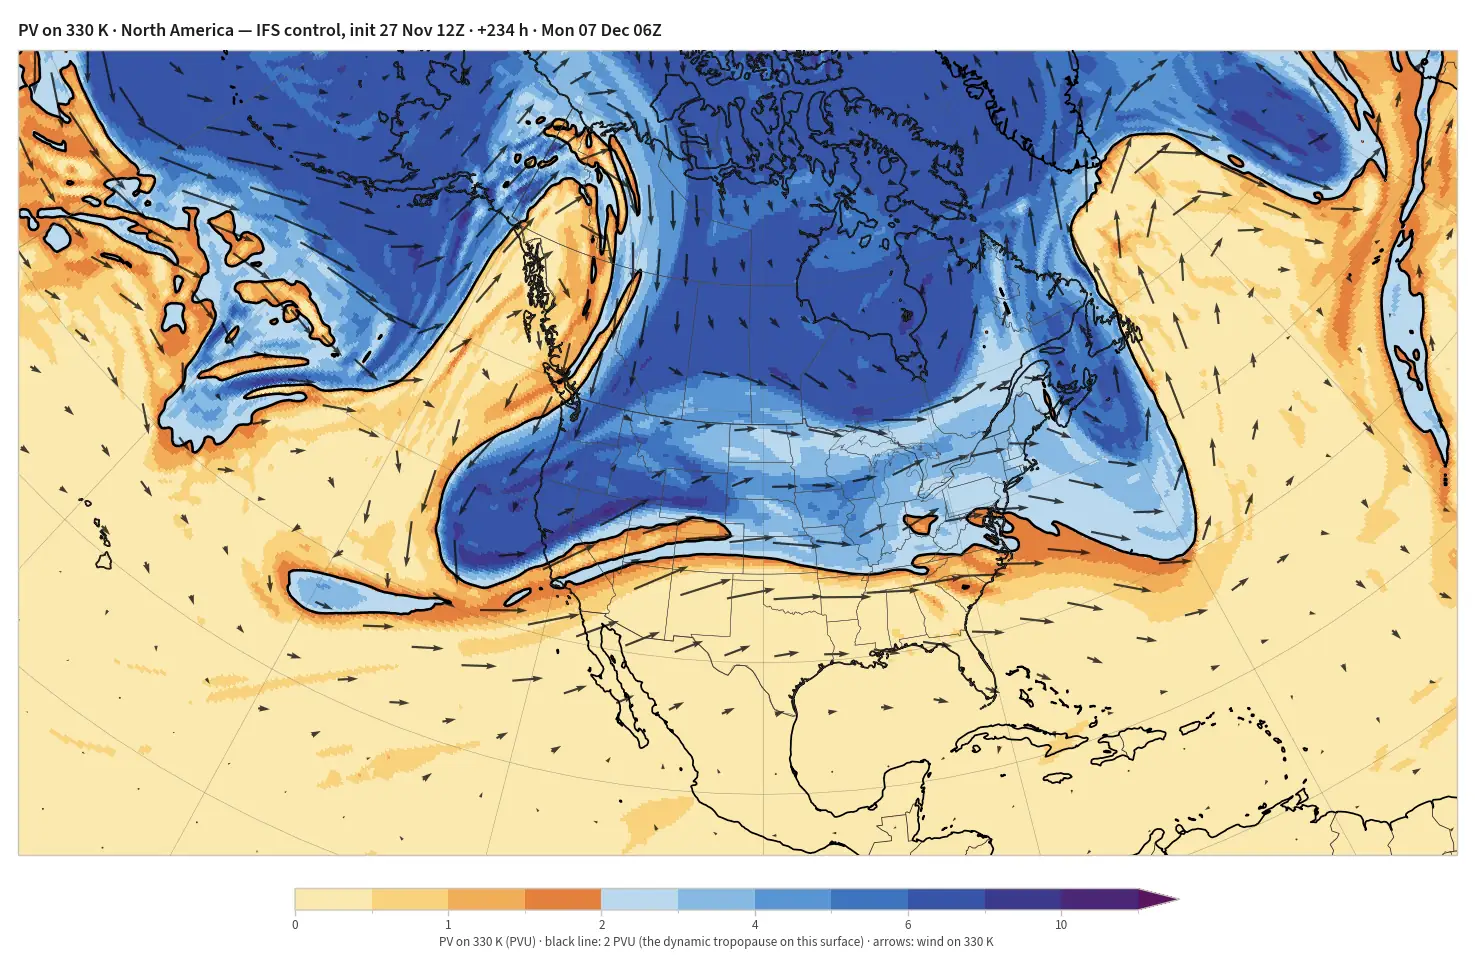 PV on 330 K · North America — IFS control, init 27 Nov 12Z · +234 h · Mon 07 Dec 06Z
0 1 2 4 6 10
PV on 330 K (PVU) · black line: 2 PVU (the dynamic tropopause on this surface) · arrows: wind on 330 K